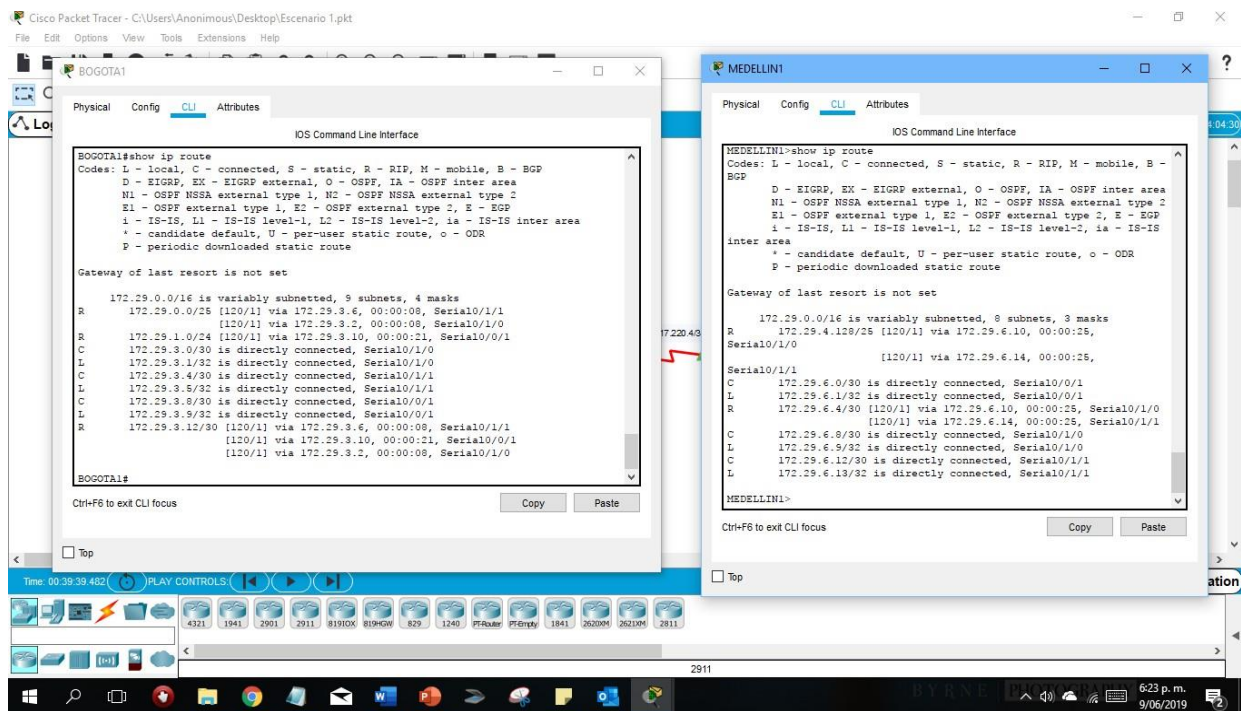 Cisco Packet Tracer - C:\Users\Anonimous\Desktop\Escenario 1.pkt
File Edit Options View Tools Extensions Help
BOGOTA1
Physical Config CLI Attributes
IOS Command Line Interface
BOGOTA1#show ip route
Codes: L - local, C - connected, S - static, R - RIP, M - mobile, B - BGP
D - EIGRP, EX - EIGRP external, O - OSPF, IA - OSPF inter area
N1 - OSPF NSSA external type 1, N2 - OSPF NSSA external type 2
E1 - OSPF external type 1, E2 - OSPF external type 2, E - EGP
i - IS-IS, L1 - IS-IS level-1, L2 - IS-IS level-2, ia - IS-IS inter area
* - candidate default, U - per-user static route, o - ODR
P - periodic downloaded static route
Gateway of last resort is not set
172.29.0.0/16 is variably subnetted, 9 subnets, 4 masks
R 172.29.0.0/25 [120/1] via 172.29.3.6, 00:00:08, Serial0/1/1
[120/1] via 172.29.3.2, 00:00:08, Serial0/1/0
R 172.29.1.0/24 [120/1] via 172.29.3.10, 00:00:21, Serial0/0/1
C 172.29.3.0/30 is directly connected, Serial0/1/0
L 172.29.3.1/32 is directly connected, Serial0/1/0
C 172.29.3.4/30 is directly connected, Serial0/1/1
L 172.29.3.5/32 is directly connected, Serial0/1/1
C 172.29.3.8/30 is directly connected, Serial0/0/1
L 172.29.3.9/32 is directly connected, Serial0/0/1
R 172.29.3.12/30 [120/1] via 172.29.3.6, 00:00:08, Serial0/1/1
[120/1] via 172.29.3.10, 00:00:21, Serial0/0/1
[120/1] via 172.29.3.2, 00:00:08, Serial0/1/0
BOGOTA1#
Ctrl+F6 to exit CLI focus
Copy Paste
Top
MEDELLIN1
Physical Config CLI Attributes
IOS Command Line Interface
MEDELLIN1>show ip route
Codes: L - local, C - connected, S - static, R - RIP, M - mobile, B -
BGP
D - EIGRP, EX - EIGRP external, O - OSPF, IA - OSPF inter area
N1 - OSPF NSSA external type 1, N2 - OSPF NSSA external type 2
E1 - OSPF external type 1, E2 - OSPF external type 2, E - EGP
i - IS-IS, L1 - IS-IS level-1, L2 - IS-IS level-2, ia - IS-IS
inter area
* - candidate default, U - per-user static route, o - ODR
P - periodic downloaded static route
Gateway of last resort is not set
172.29.0.0/16 is variably subnetted, 8 subnets, 3 masks
R 172.29.4.128/25 [120/1] via 172.29.6.10, 00:00:25,
Serial0/1/0
[120/1] via 172.29.6.14, 00:00:25,
Serial0/1/1
C 172.29.6.0/30 is directly connected, Serial0/0/1
L 172.29.6.1/32 is directly connected, Serial0/0/1
R 172.29.6.4/30 [120/1] via 172.29.6.10, 00:00:25, Serial0/1/0
[120/1] via 172.29.6.14, 00:00:25, Serial0/1/1
C 172.29.6.8/30 is directly connected, Serial0/1/0
L 172.29.6.9/32 is directly connected, Serial0/1/0
C 172.29.6.12/30 is directly connected, Serial0/1/1
L 172.29.6.13/32 is directly connected, Serial0/1/1
MEDELLIN1>
Ctrl+F6 to exit CLI focus
Copy Paste
Top
?
Log
4:04:30
17.220.4/3
Time: 00:39:39.482 PLAY CONTROLS:
ation
4321 1941 2901 2911 819IOX 819HGW 829 1240 PT-Router PT-Empty 1841 2620XM 2621XM 2811
2911
BYRNE PHOTOGRAPHY
6:23 p. m.
9/06/2019
2